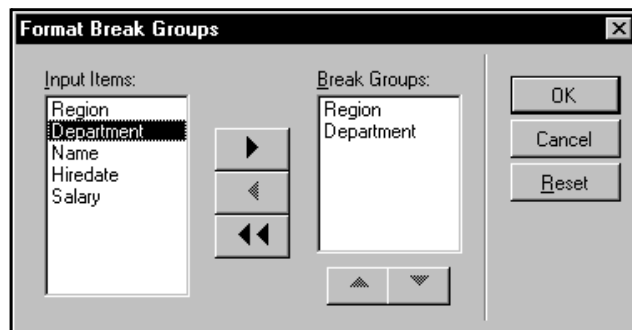 Format Break Groups
Input Items:
Region
Department
Name
Hiredate
Salary
Break Groups:
Region
Department
OK
Cancel
Reset